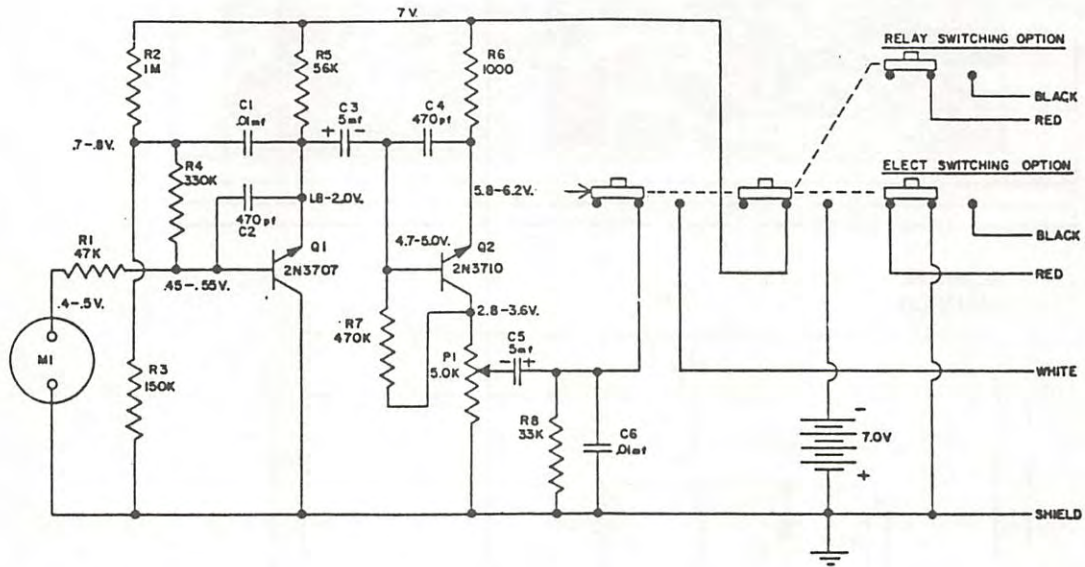 7 V.
RELAY SWITCHING OPTION
BLACK
RED
R2
1M
R5
56K
R6
1000
C1
.01mf
C3
5mf
+ -
C4
470pf
.7-.8V.
R4
330K
470pf
C2
1.8-2.0V.
5.8-6.2V.
ELECT SWITCHING OPTION
BLACK
RED
R1
47K
Q1
2N3707
4.7-5.0V.
Q2
2N3710
.4-.5V.
.45-.55V.
2.8-3.6V.
M1
R3
150K
R7
470K
P1
5.0K
C5
5mf
- +
WHITE
R8
33K
C6
.01mf
-
7.0V
+
SHIELD